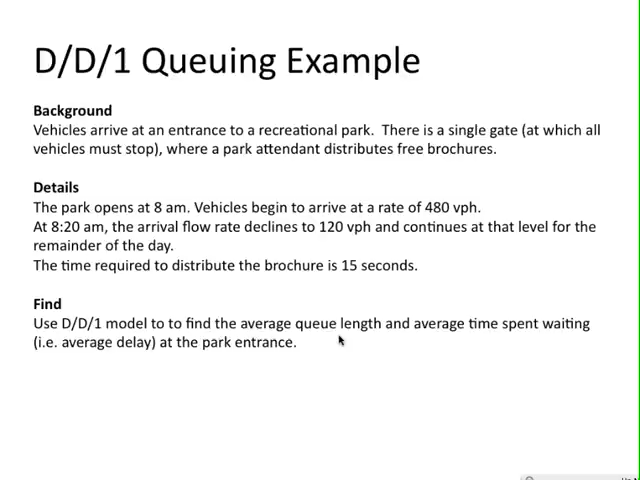 D/D/1 Queuing Example
Background
Vehicles arrive at an entrance to a recreational park.  There is a single gate (at which all
vehicles must stop), where a park attendant distributes free brochures.
Details
The park opens at 8 am. Vehicles begin to arrive at a rate of 480 vph.
At 8:20 am, the arrival flow rate declines to 120 vph and continues at that level for the
remainder of the day.
The time required to distribute the brochure is 15 seconds.
Find
Use D/D/1 model to to find the average queue length and average time spent waiting
(i.e. average delay) at the park entrance.